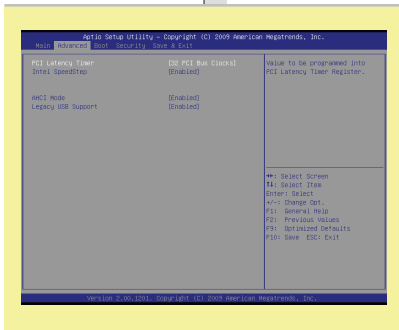 Aptio Setup Utility – Copyright (C) 2009 American Megatrends, Inc.
Main Advanced Boot Security Save & Exit
PCI Latency Timer [32 PCI Bus Clocks]
Intel SpeedStep [Enabled]
AHCI Mode [Enabled]
Legacy USB Support [Enabled]
Value to be programmed into
PCI Latency Timer Register.
→←: Select Screen
↑↓: Select Item
Enter: Select
+/-: Change Opt.
F1: General Help
F2: Previous Values
F9: Optimized Defaults
F10: Save ESC: Exit
Version 2.00.1201. Copyright (C) 2009 American Megatrends, Inc.